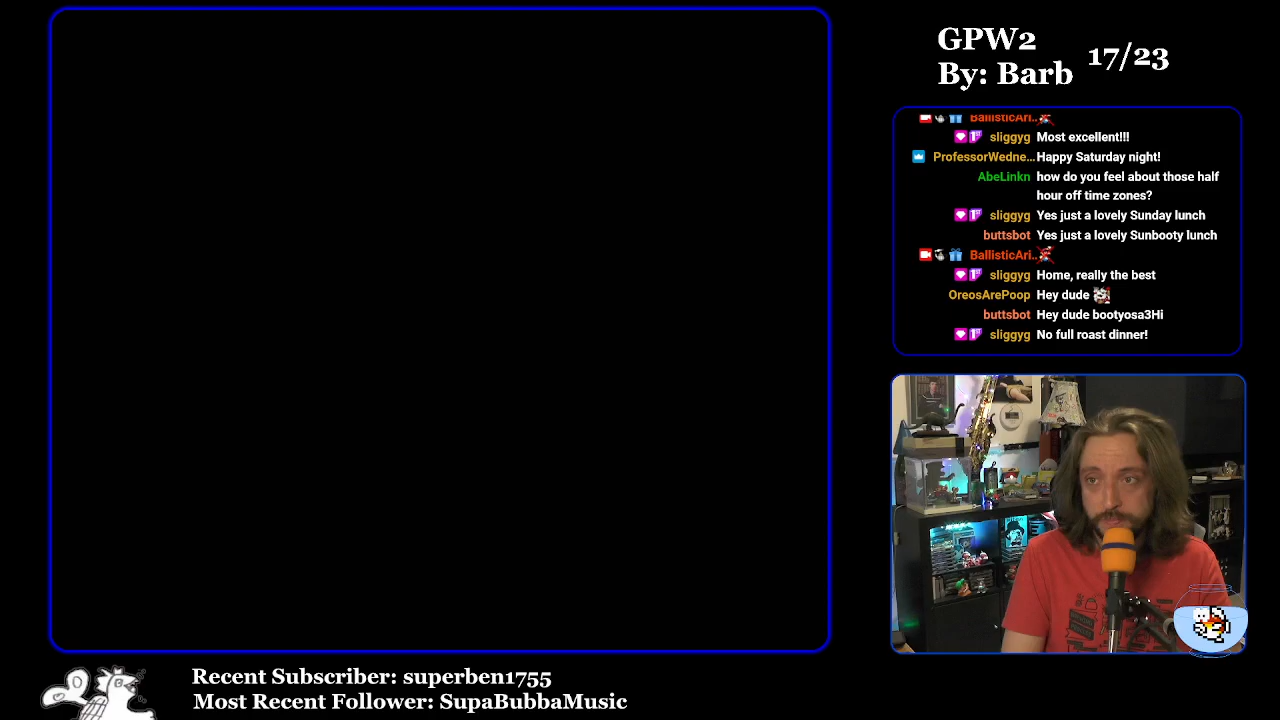 GPW2
By: Barb
17/23
BallisticAri..
sliggyg Most excellent!!!
ProfessorWedne... Happy Saturday night!
AbeLinkn how do you feel about those half
hour off time zones?
sliggyg Yes just a lovely Sunday lunch
buttsbot Yes just a lovely Sunbooty lunch
BallisticAri..
sliggyg Home, really the best
OreosArePoop Hey dude
buttsbot Hey dude bootyosa3Hi
sliggyg No full roast dinner!
Recent Subscriber: superben1755
Most Recent Follower: SupaBubbaMusic